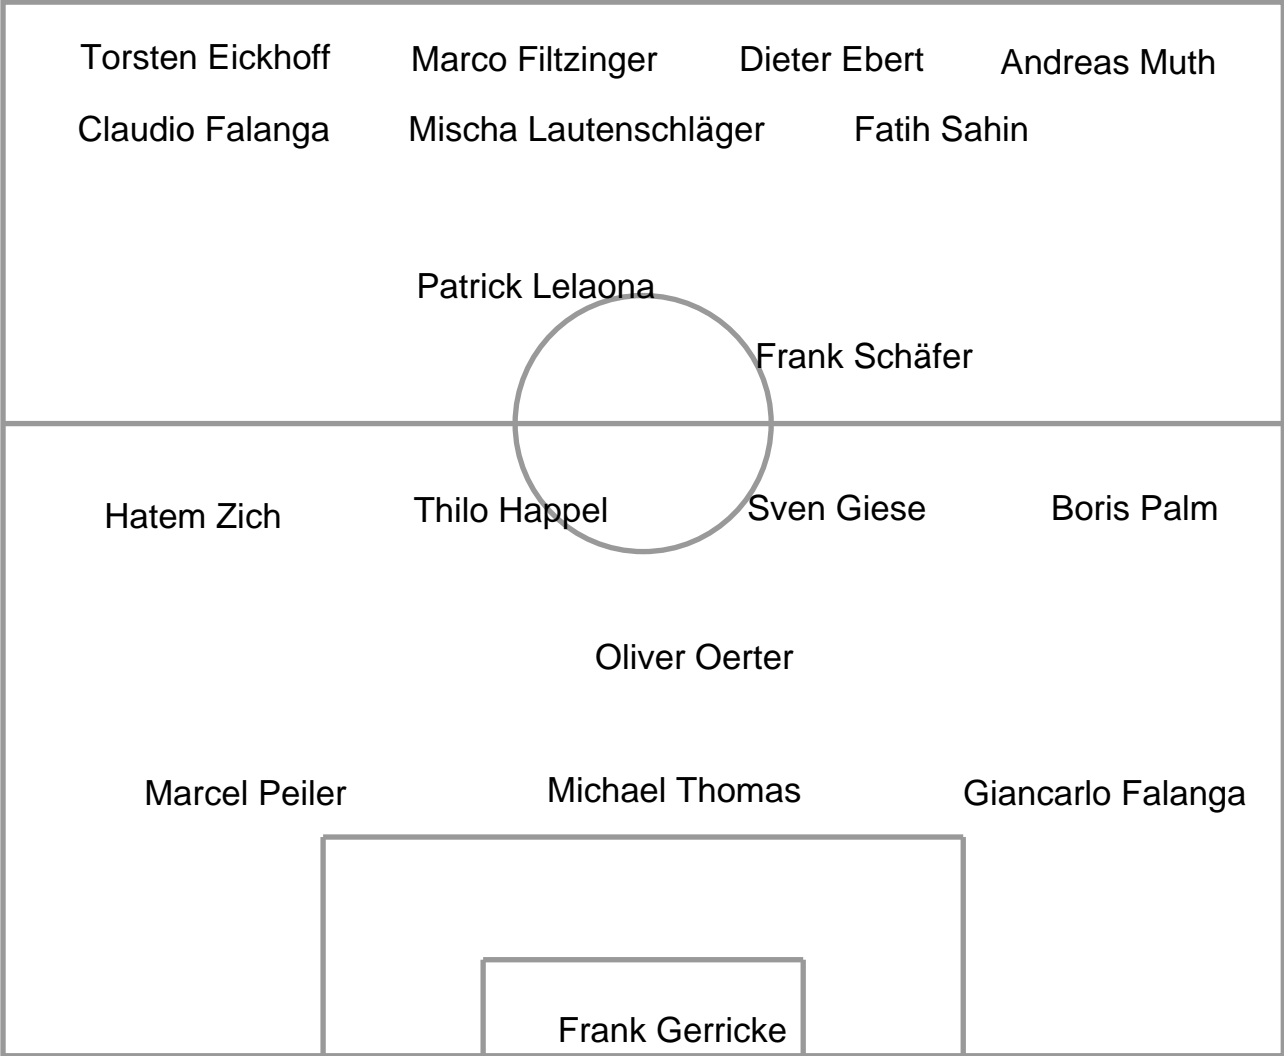 Torsten Eickhoff Marco Filtzinger Dieter Ebert Andreas Muth
Claudio Falanga Mischa Lautenschläger Fatih Sahin
Patrick Lelaona
Frank Schäfer
Hatem Zich Thilo Happel Sven Giese Boris Palm
Oliver Oerter
Marcel Peiler Michael Thomas Giancarlo Falanga
Frank Gerricke